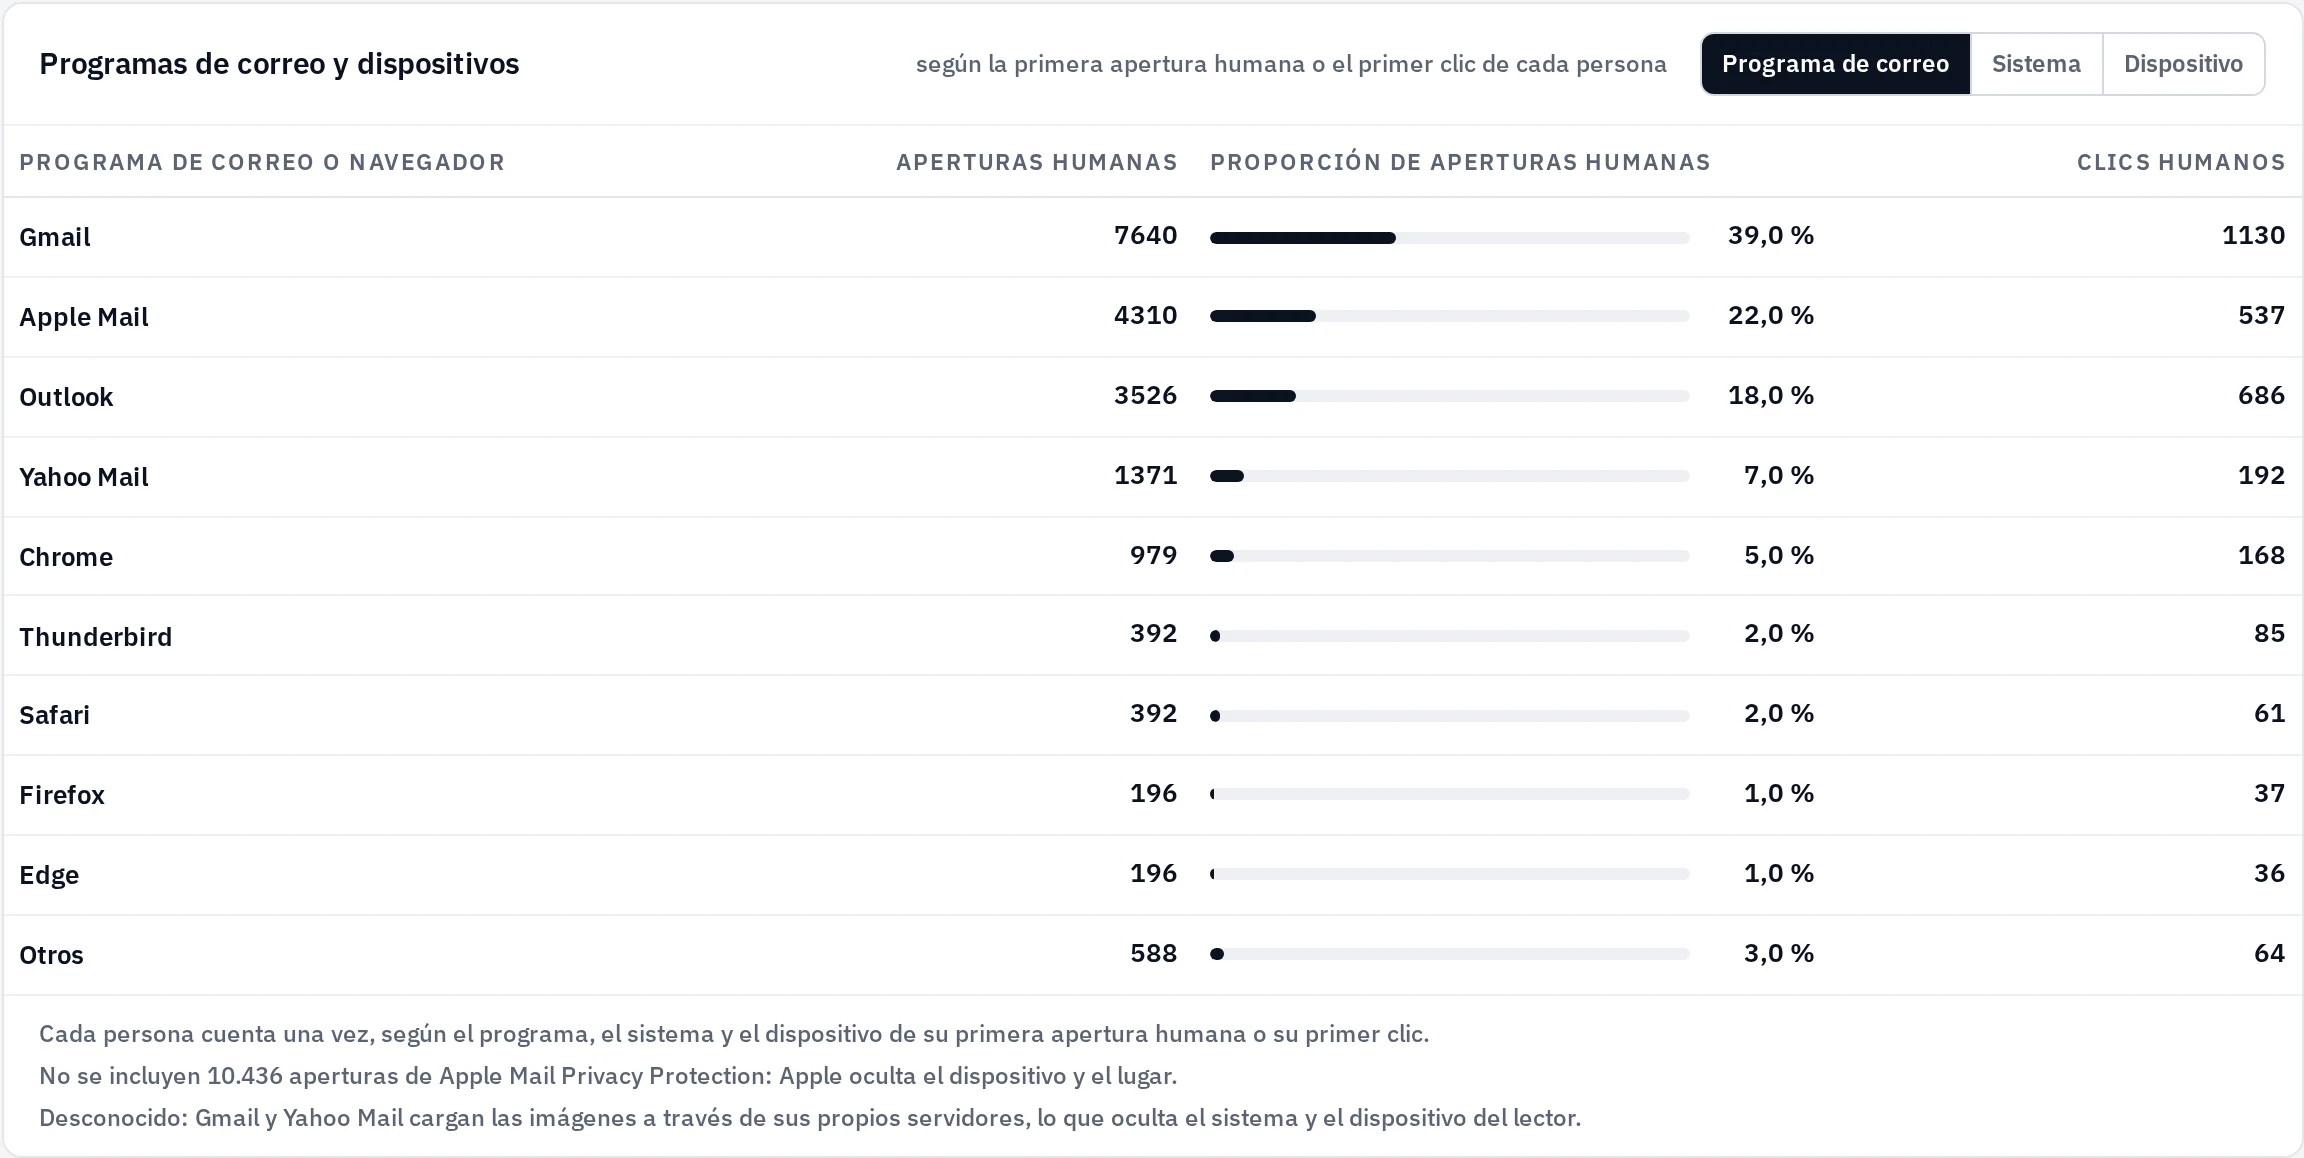 Programas de correo y dispositivos
según la primera apertura humana o el primer clic de cada persona
Programa de correo Sistema Dispositivo
PROGRAMA DE CORREO O NAVEGADOR APERTURAS HUMANAS PROPORCIÓN DE APERTURAS HUMANAS CLICS HUMANOS
Gmail 7640 39,0 % 1130
Apple Mail 4310 22,0 % 537
Outlook 3526 18,0 % 686
Yahoo Mail 1371 7,0 % 192
Chrome 979 5,0 % 168
Thunderbird 392 2,0 % 85
Safari 392 2,0 % 61
Firefox 196 1,0 % 37
Edge 196 1,0 % 36
Otros 588 3,0 % 64
Cada persona cuenta una vez, según el programa, el sistema y el dispositivo de su primera apertura humana o su primer clic.
No se incluyen 10.436 aperturas de Apple Mail Privacy Protection: Apple oculta el dispositivo y el lugar.
Desconocido: Gmail y Yahoo Mail cargan las imágenes a través de sus propios servidores, lo que oculta el sistema y el dispositivo del lector.